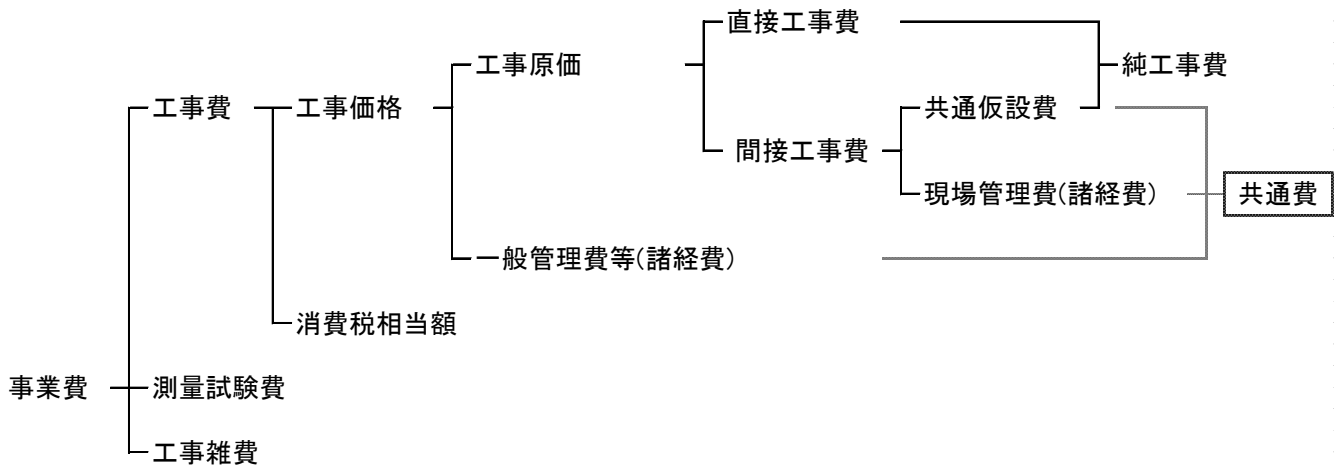 直接工事費
工事原価
純工事費
工事費
工事価格
共通仮設費
間接工事費
現場管理費(諸経費)
共通費
一般管理費等(諸経費)
消費税相当額
事業費
測量試験費
工事雑費